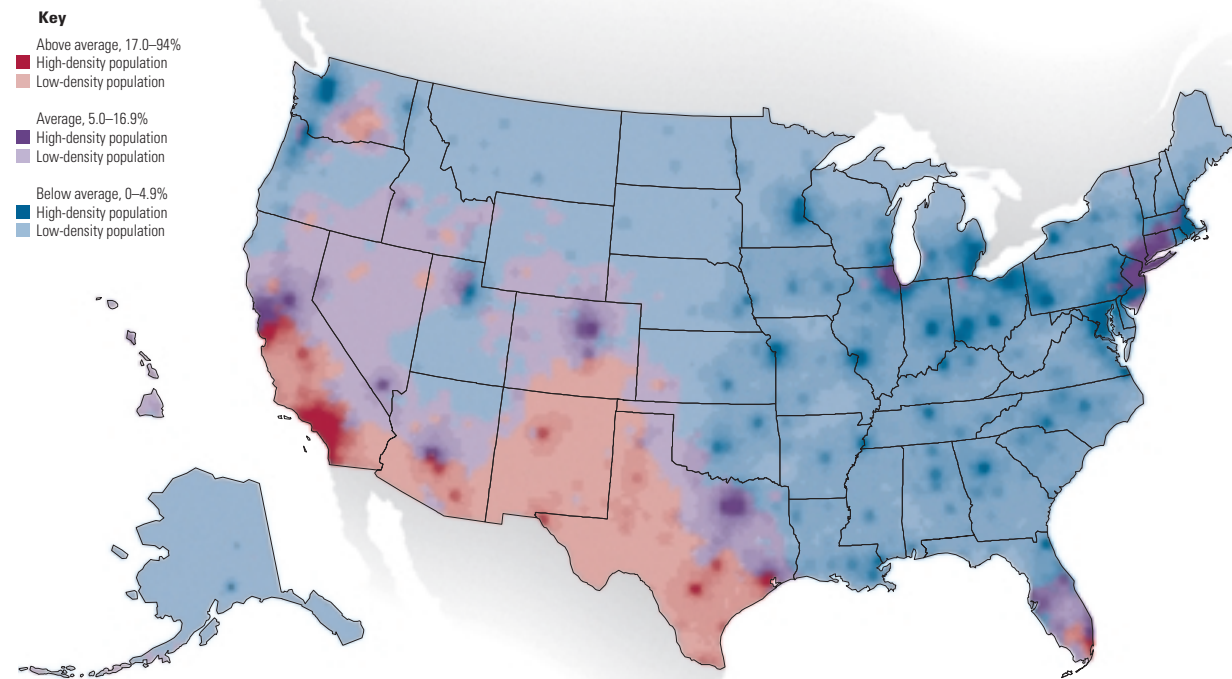 Key
Above average, 17.0–94%
High-density population
Low-density population
Average, 5.0–16.9%
High-density population
Low-density population
Below average, 0–4.9%
High-density population
Low-density population